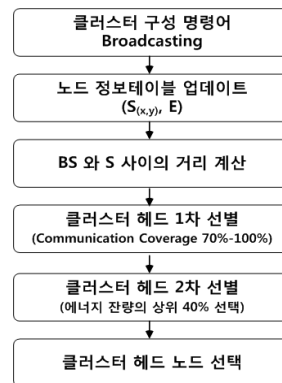 클러스터 구성 명령어
Broadcasting
노드 정보테이블 업데이트
(S(x,y), E)
BS 와 S 사이의 거리 계산
클러스터 헤드 1차 선별
(Communication Coverage 70%-100%)
클러스터 헤드 2차 선별
(에너지 잔량의 상위 40% 선택)
클러스터 헤드 노드 선택